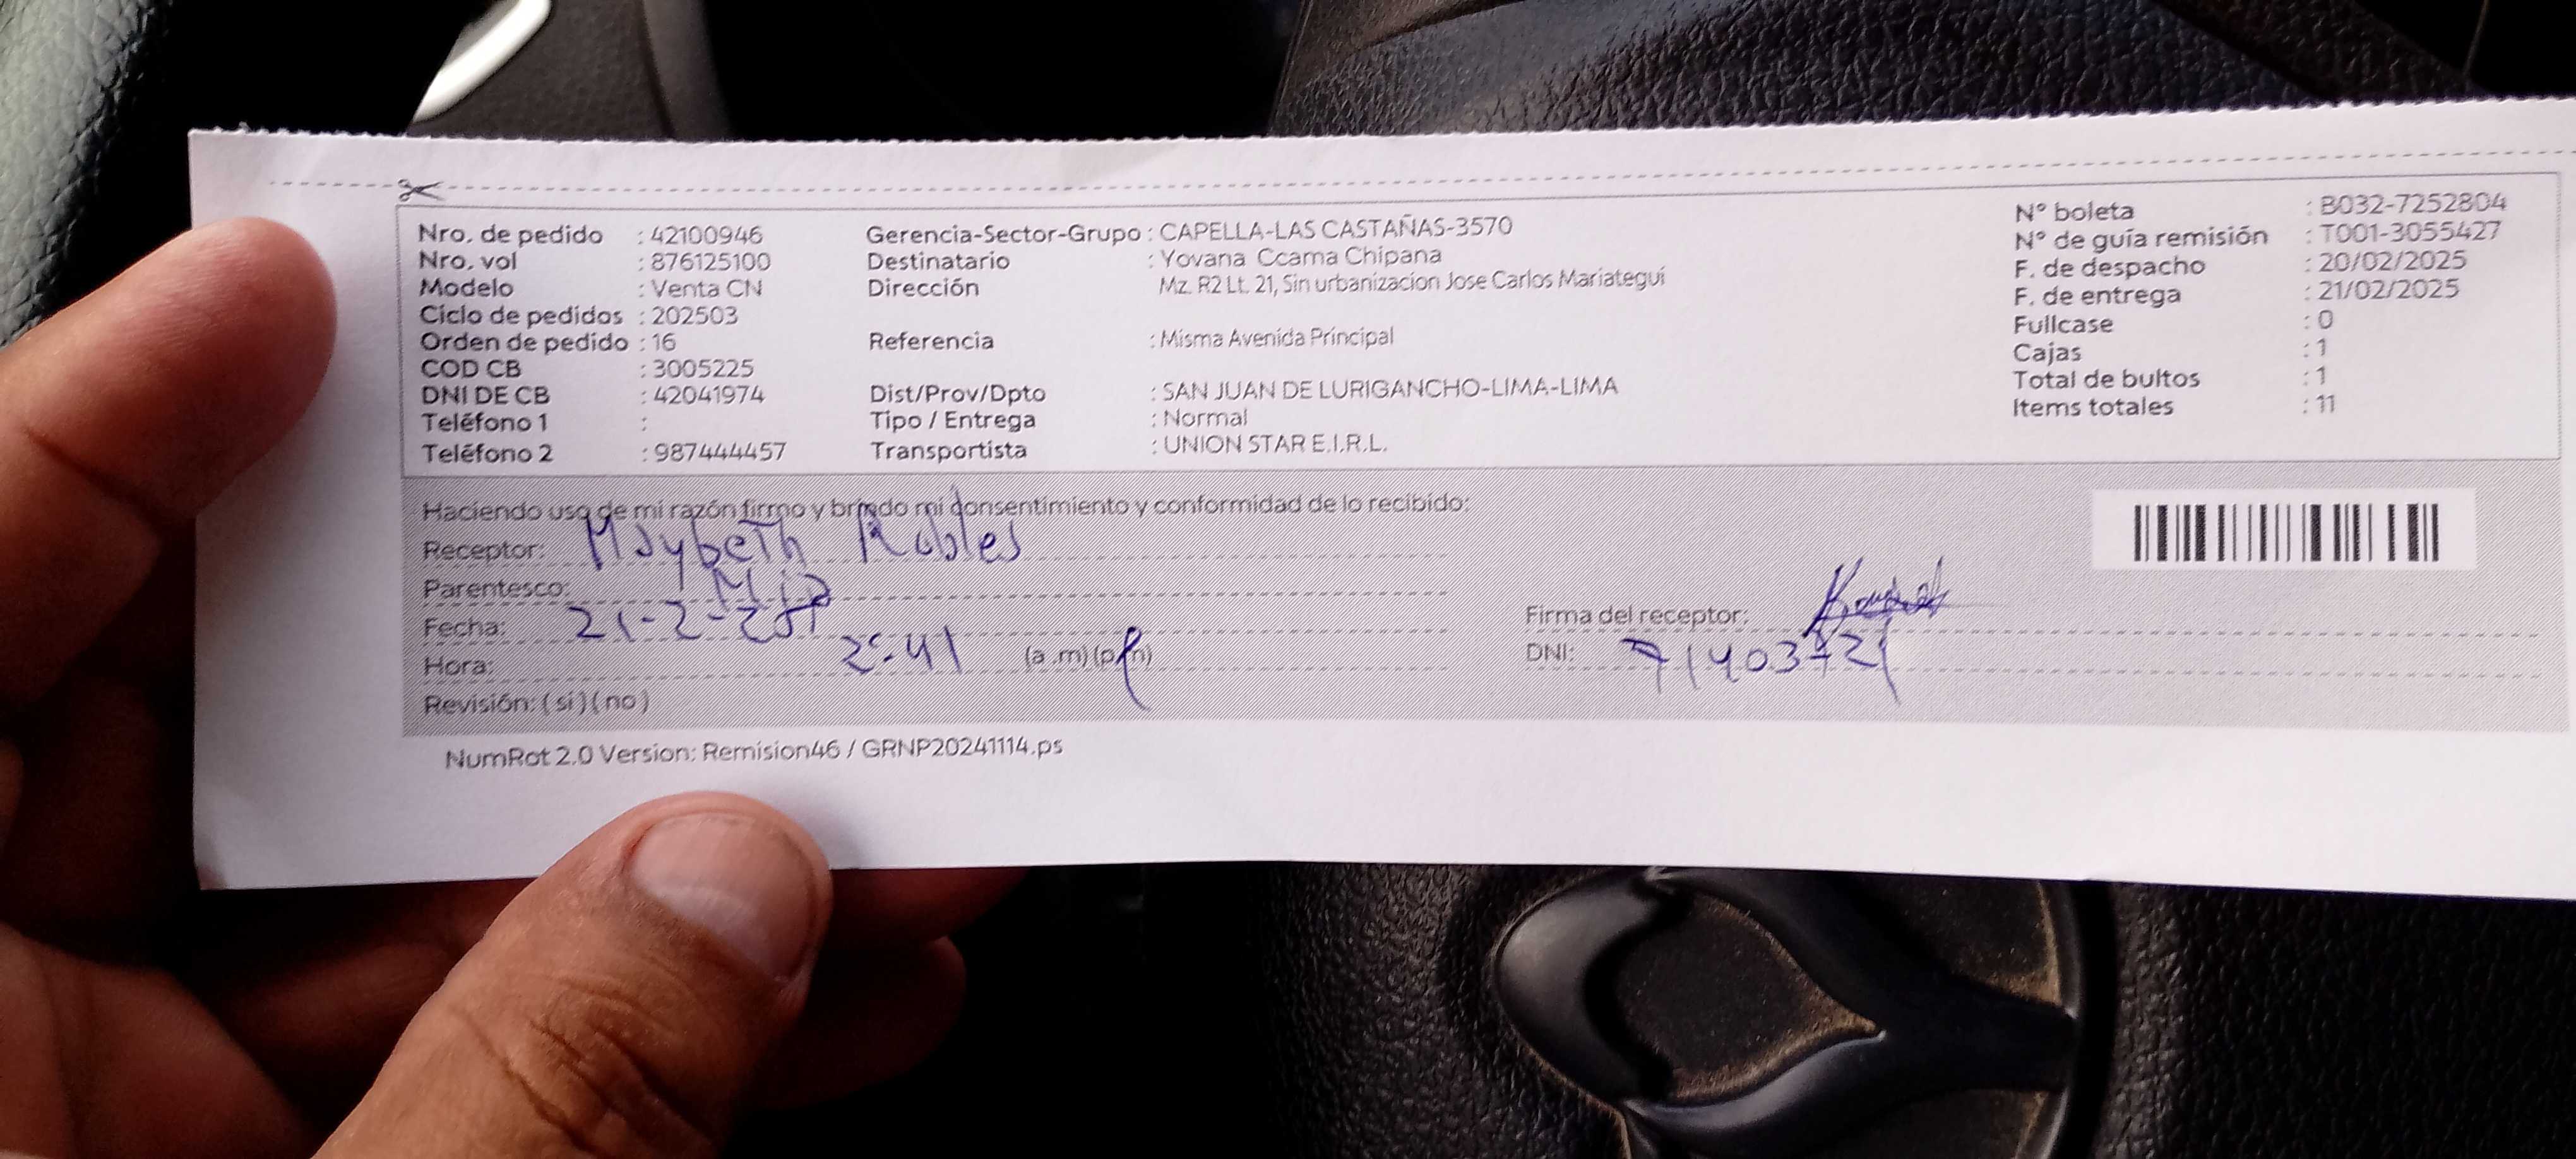 Nro. de pedido : 42100946
Nro. vol : 876125100
Modelo : Venta CN
Ciclo de pedidos : 202503
Orden de pedido : 16
COD CB : 3005225
DNI DE CB : 42041974
Teléfono 1 :
Teléfono 2 : 987444457
Gerencia-Sector-Grupo : CAPELLA-LAS CASTAÑAS-3570
Destinatario : Yovana Ccama Chipana
Dirección Mz. R2 Lt. 21, Sin urbanizacion Jose Carlos Mariategui
Referencia : Misma Avenida Principal
Dist/Prov/Dpto : SAN JUAN DE LURIGANCHO-LIMA-LIMA
Tipo / Entrega : Normal
Transportista : UNION STAR E.I.R.L.
N° boleta : B032-7252804
N° de guía remisión : T001-3055427
F. de despacho : 20/02/2025
F. de entrega : 21/02/2025
Fullcase : 0
Cajas : 1
Total de bultos : 1
Items totales : 11
Haciendo uso de mi razón firmo y brindo mi consentimiento y conformidad de lo recibido:
Receptor: Maybeth Robles
Parentesco:
Fecha: 21-2-25
Hora: 2:41 (a.m)(p.m)
Revisión: (si)(no)
Firma del receptor:
DNI: 71403721
NumRot 2.0 Version: Remision46 / GRNP20241114.ps